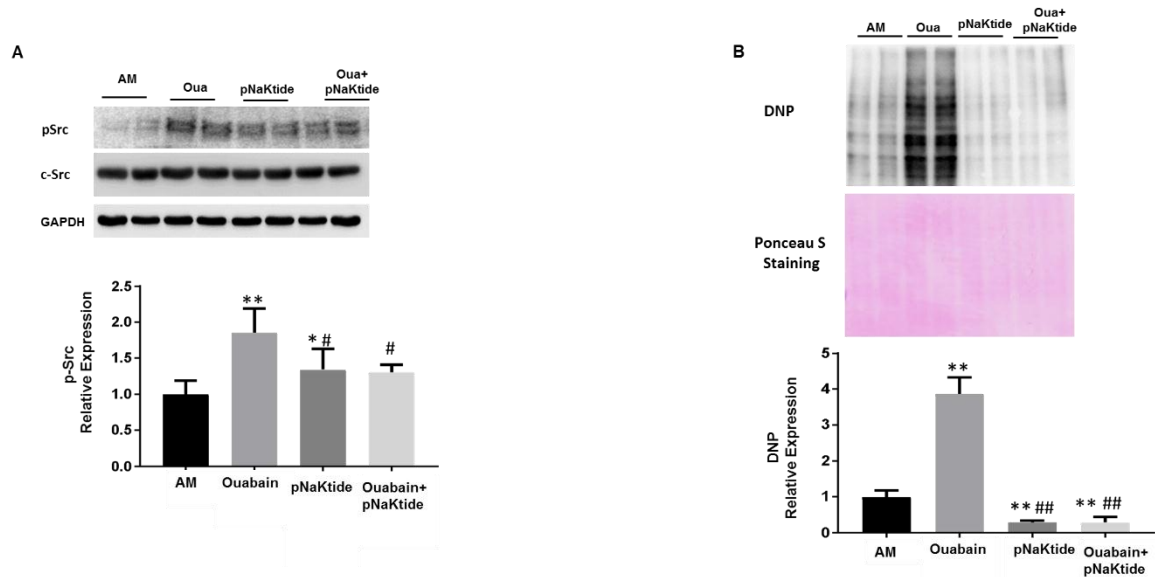 A
AM
Oua
pNaKtide
Oua+
pNaKtide
pSrc
c-Src
GAPDH
p-Src
Relative Expression
2.5
2.0
1.5
1.0
0.5
0.0
**
* #
#
AM
Ouabain
pNaKtide
Ouabain+
pNaKtide
B
AM
Oua
pNaKtide
Oua+
pNaKtide
DNP
Ponceau S
Staining
DNP
Relative Expression
5
4
3
2
1
0
**
** ##
** ##
AM
Ouabain
pNaKtide
Ouabain+
pNaKtide